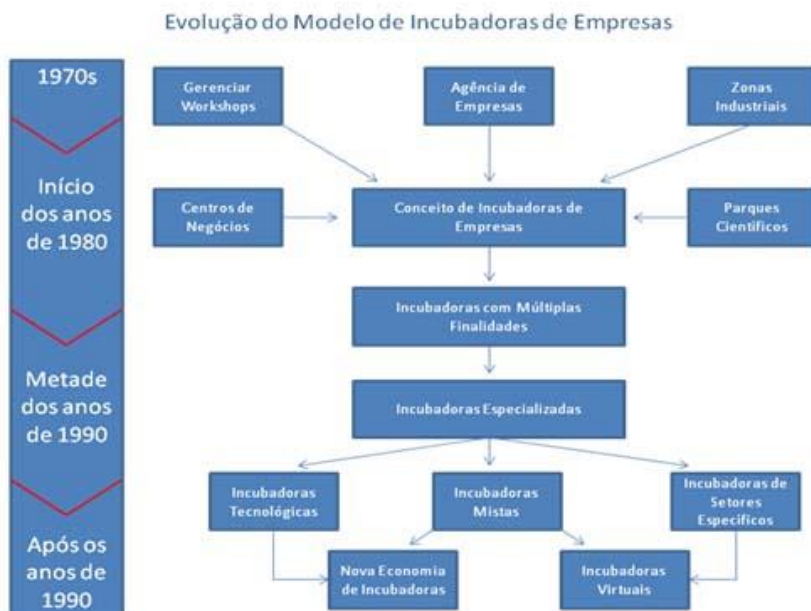 Evolução do Modelo de Incubadoras de Empresas
1970s
Gerenciar
Workshops
Agência de
Empresas
Zonas
Industriais
Início
dos anos
de 1980
Centros de
Negócios
Conceito de Incubadoras de
Empresas
Parques
Científicos
Incubadoras com Múltiplas
Finalidades
Metade
dos anos
de 1990
Incubadoras Especializadas
Incubadoras
Tecnológicas
Incubadoras
Mistas
Incubadoras de
Setores
Específicos
Após os
anos de
1990
Nova Economia
de Incubadoras
Incubadoras
Virtuais